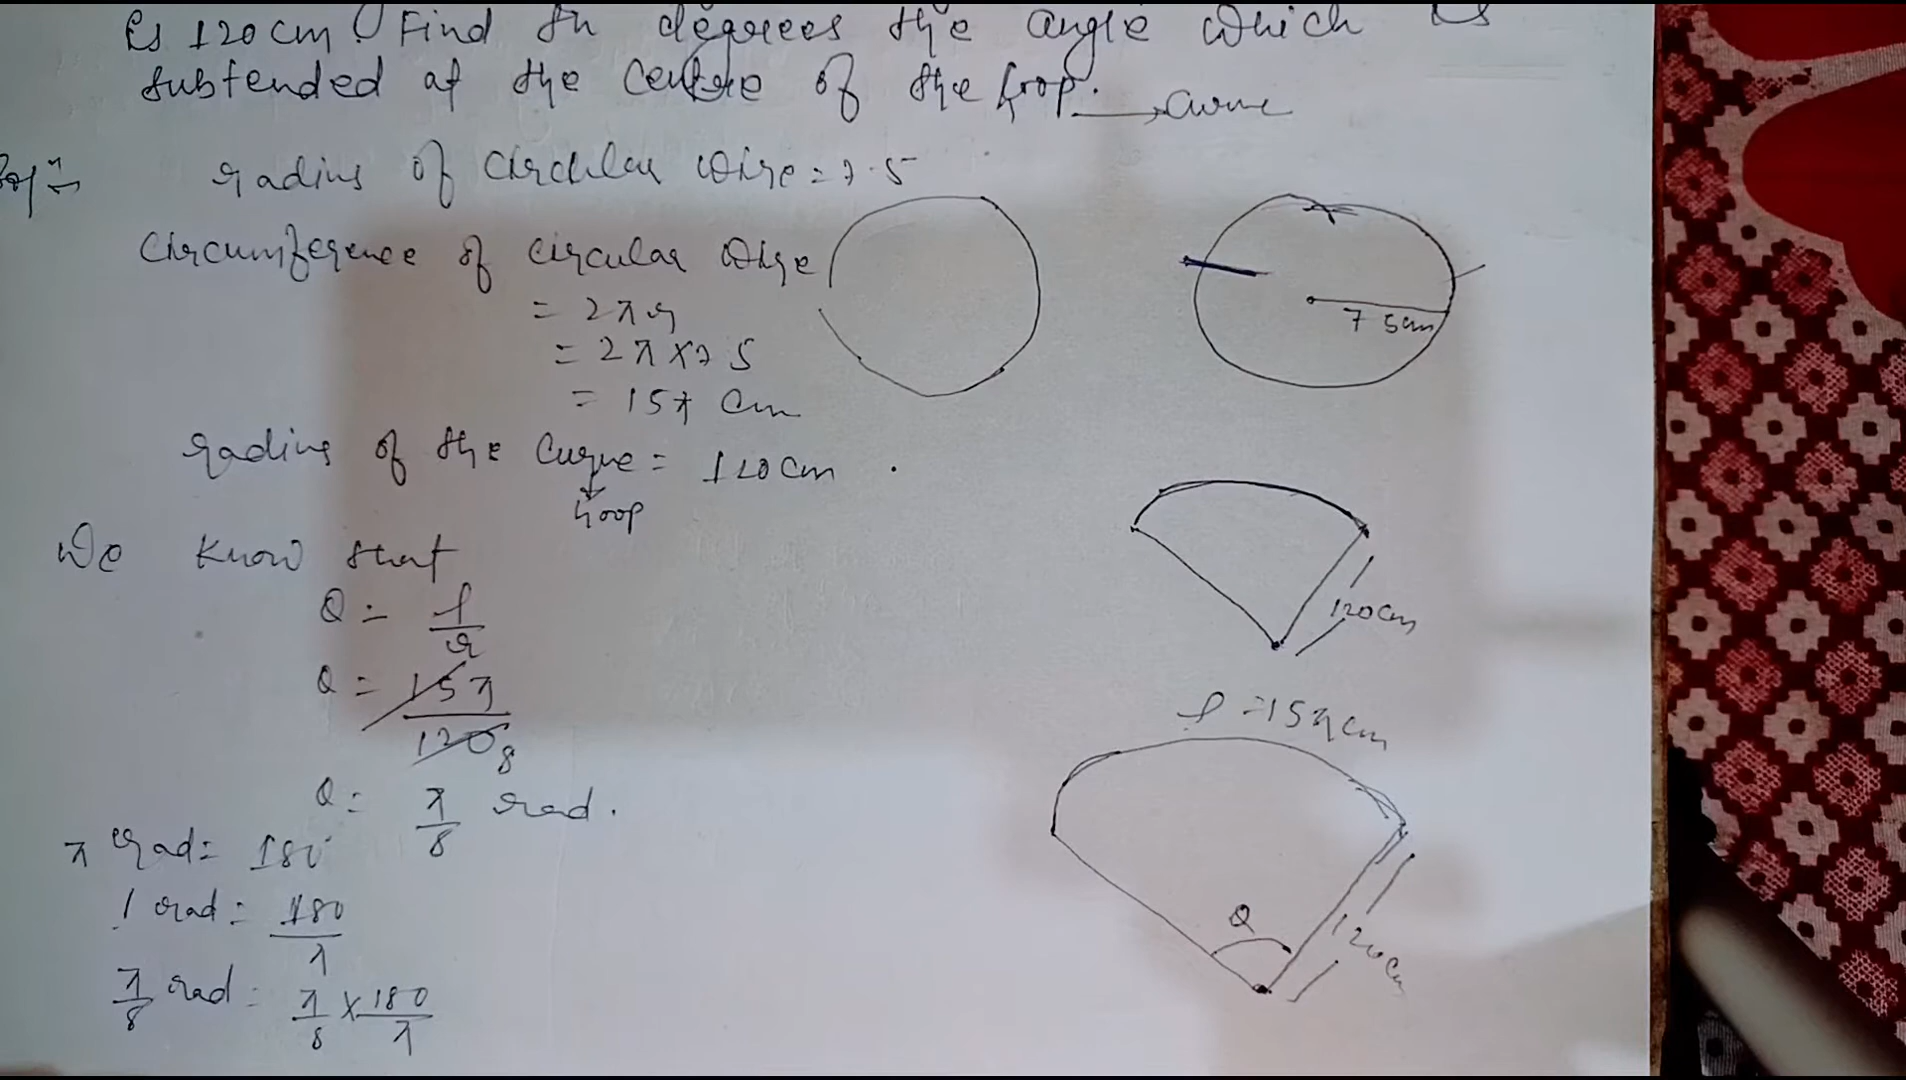 is 120 cm. Find in degrees the angle which is
subtended at the centre of the hoop. → curve
Sol :-
radius of circular wire = 7.5
Circumference of circular wire
= 2πr
= 2π×7.5
= 15π cm
7.5cm
radius of the curve = 120 cm
hoop
We know that
θ = l/r
θ = 15π/120 8
θ = π/8 rad.
π rad = 180°
1 rad = 180/π
π/8 rad = π/8 × 180/π
120cm
l = 15π cm
θ
120cm